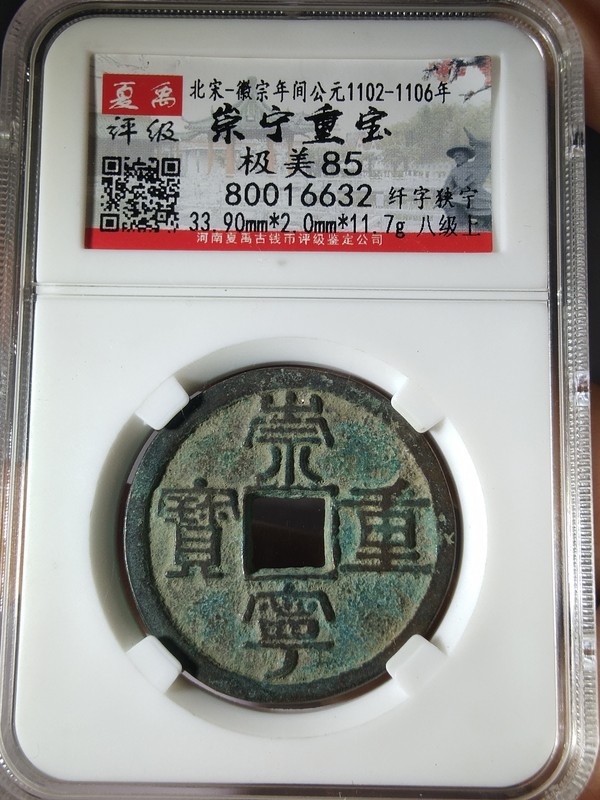 夏禹
评级
北宋-徽宗年间公元1102-1106年
崇宁重宝
极美85
80016632 纤字狭宁
33.90mm*2.0mm*11.7g 八级上
河南夏禹古钱币评级鉴定公司
崇
寧
重
寶